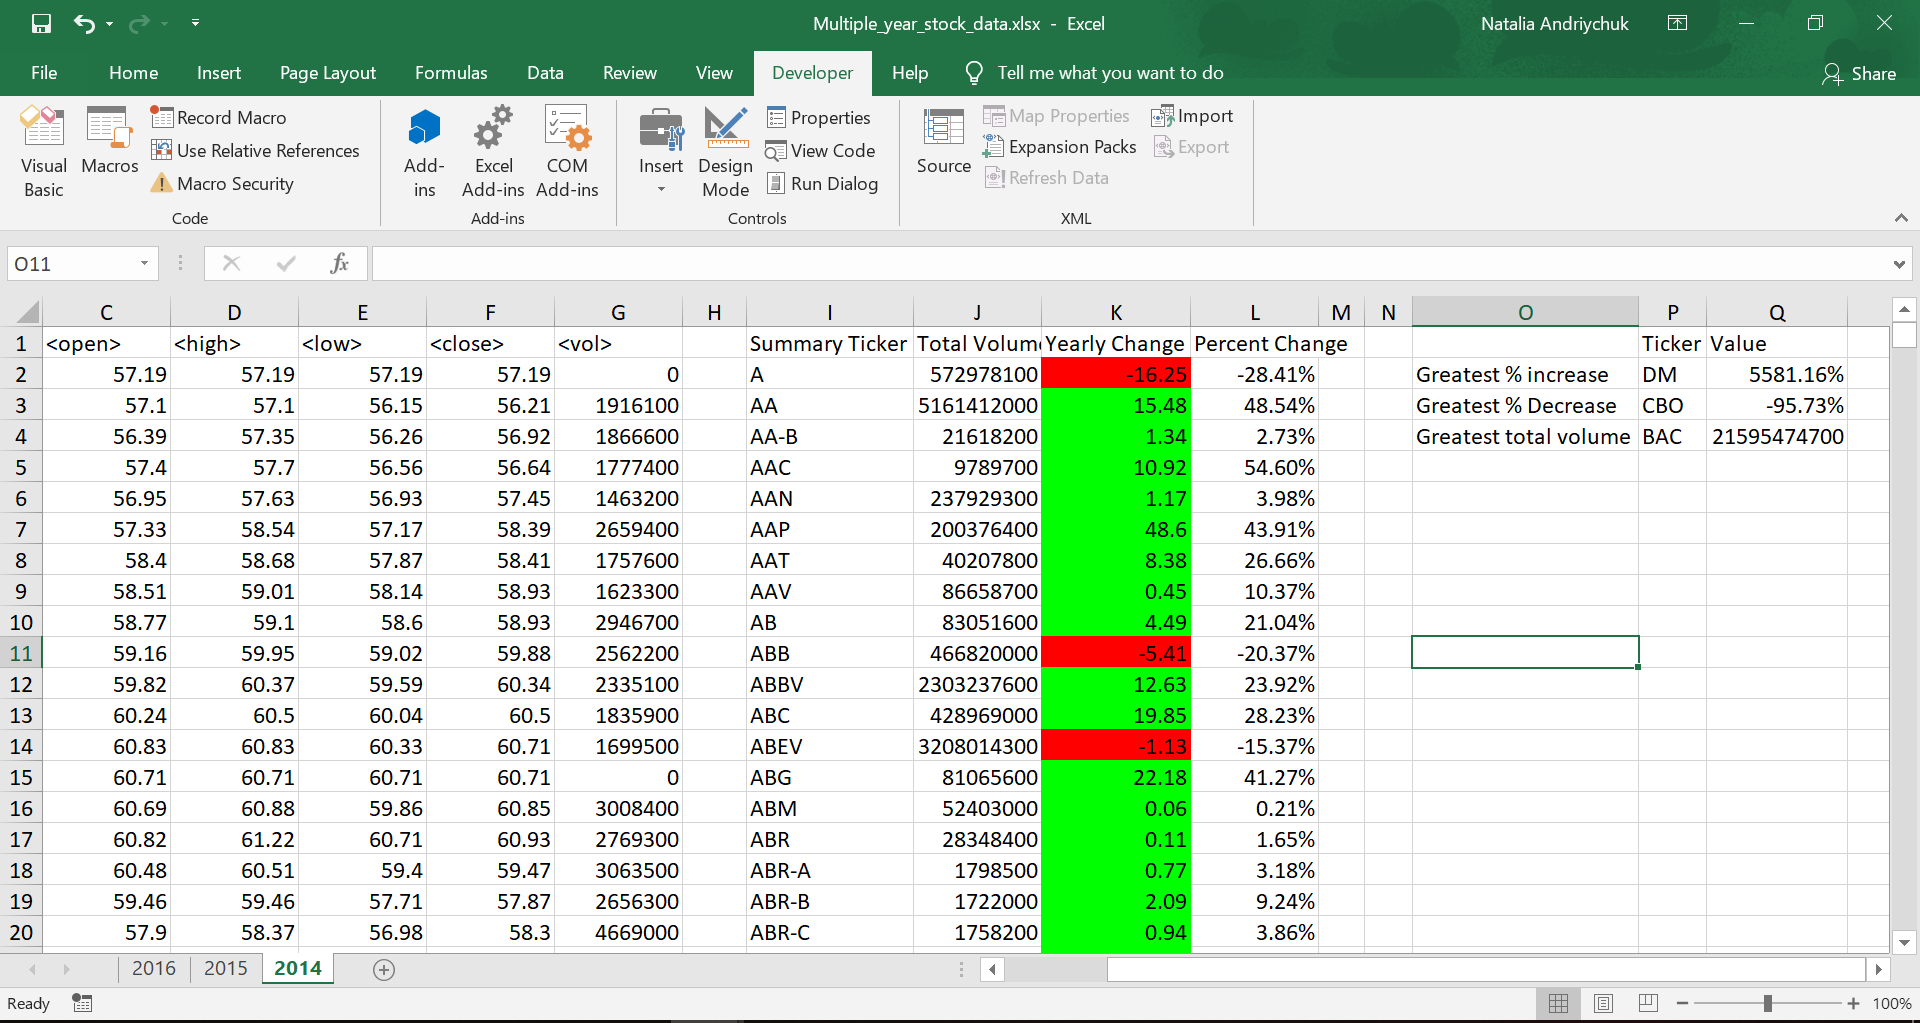 Multiple_year_stock_data.xlsx - Excel
Natalia Andriychuk
File Home Insert Page Layout Formulas Data Review View Developer Help Tell me what you want to do Share
Visual Basic
Macros
Record Macro
Use Relative References
Macro Security
Code
Add-ins
Excel Add-ins
COM Add-ins
Add-ins
Insert
Design Mode
Properties
View Code
Run Dialog
Controls
Source
Map Properties
Expansion Packs
Refresh Data
Import
Export
XML
O11
fx
C D E F G H I J K L M N O P Q
1 <open> <high> <low> <close> <vol> Summary Ticker Total Volum Yearly Change Percent Change Ticker Value
2 57.19 57.19 57.19 57.19 0 A 572978100 -16.25 -28.41% Greatest % increase DM 5581.16%
3 57.1 57.1 56.15 56.21 1916100 AA 5161412000 15.48 48.54% Greatest % Decrease CBO -95.73%
4 56.39 57.35 56.26 56.92 1866600 AA-B 21618200 1.34 2.73% Greatest total volume BAC 21595474700
5 57.4 57.7 56.56 56.64 1777400 AAC 9789700 10.92 54.60%
6 56.95 57.63 56.93 57.45 1463200 AAN 237929300 1.17 3.98%
7 57.33 58.54 57.17 58.39 2659400 AAP 200376400 48.6 43.91%
8 58.4 58.68 57.87 58.41 1757600 AAT 40207800 8.38 26.66%
9 58.51 59.01 58.14 58.93 1623300 AAV 86658700 0.45 10.37%
10 58.77 59.1 58.6 58.93 2946700 AB 83051600 4.49 21.04%
11 59.16 59.95 59.02 59.88 2562200 ABB 466820000 -5.41 -20.37%
12 59.82 60.37 59.59 60.34 2335100 ABBV 2303237600 12.63 23.92%
13 60.24 60.5 60.04 60.5 1835900 ABC 428969000 19.85 28.23%
14 60.83 60.83 60.33 60.71 1699500 ABEV 3208014300 -1.13 -15.37%
15 60.71 60.71 60.71 60.71 0 ABG 81065600 22.18 41.27%
16 60.69 60.88 59.86 60.85 3008400 ABM 52403000 0.06 0.21%
17 60.82 61.22 60.71 60.93 2769300 ABR 28348400 0.11 1.65%
18 60.48 60.51 59.4 59.47 3063500 ABR-A 1798500 0.77 3.18%
19 59.46 59.46 57.71 57.87 2656300 ABR-B 1722000 2.09 9.24%
20 57.9 58.37 56.98 58.3 4669000 ABR-C 1758200 0.94 3.86%
2016 2015 2014
Ready
100%